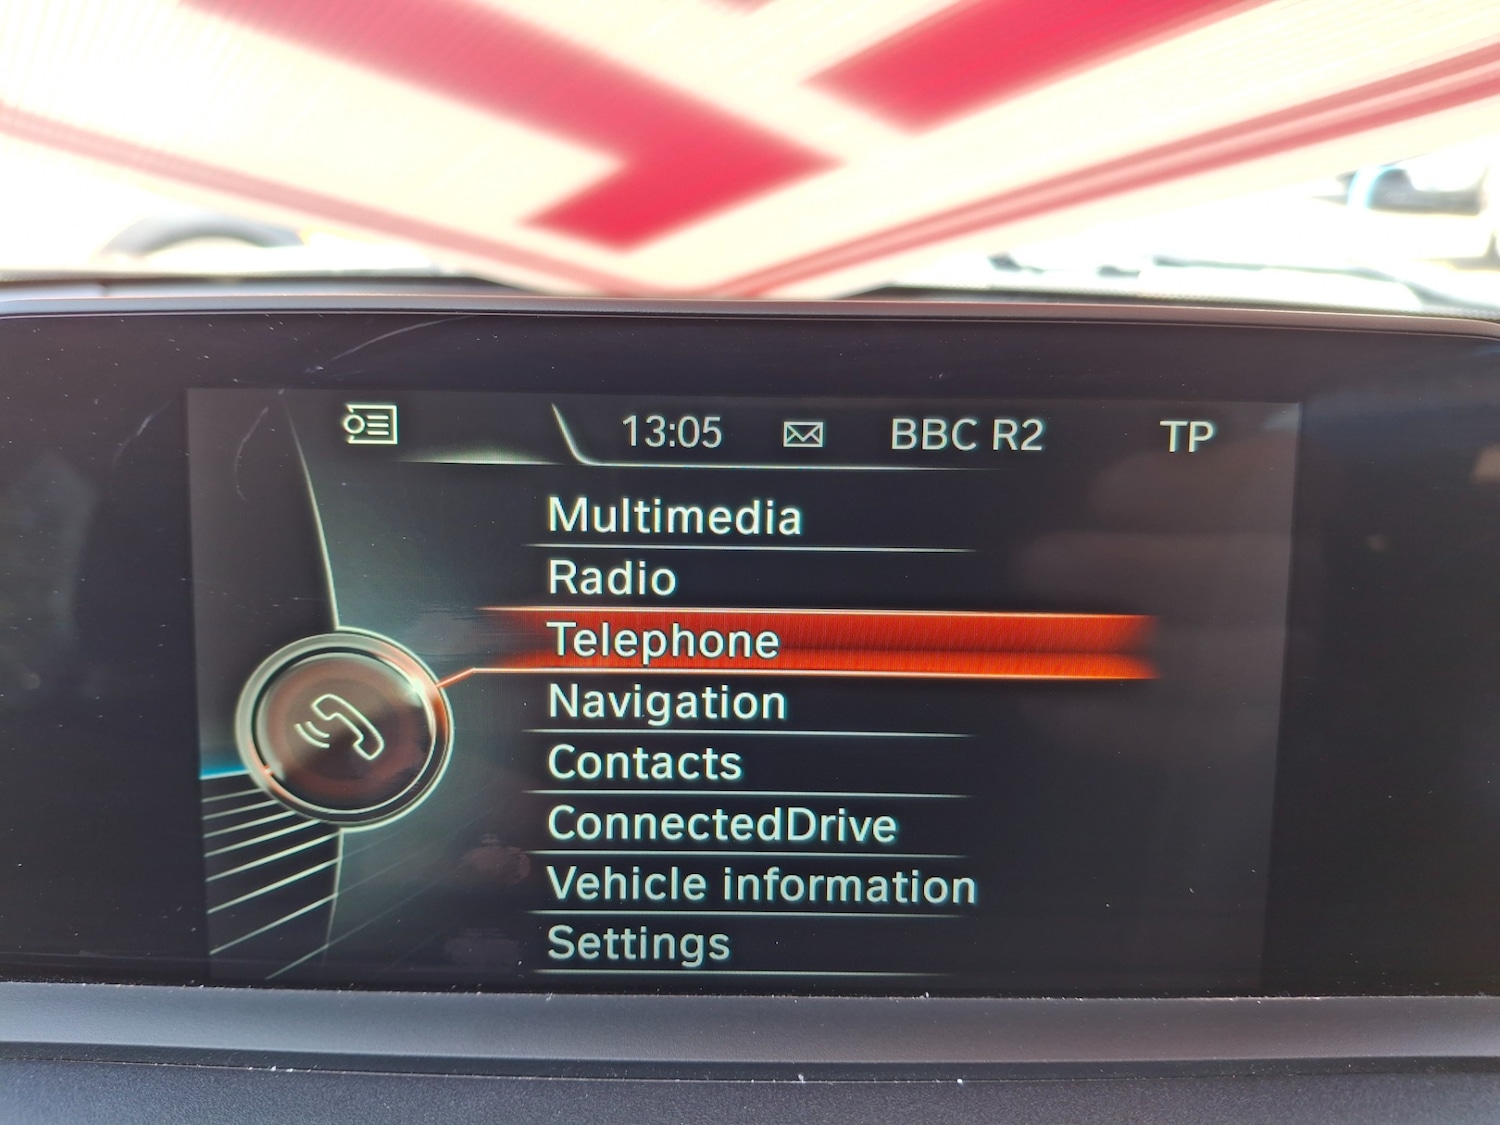 13:05 BBC R2 TP
Multimedia
Radio
Telephone
Navigation
Contacts
ConnectedDrive
Vehicle information
Settings